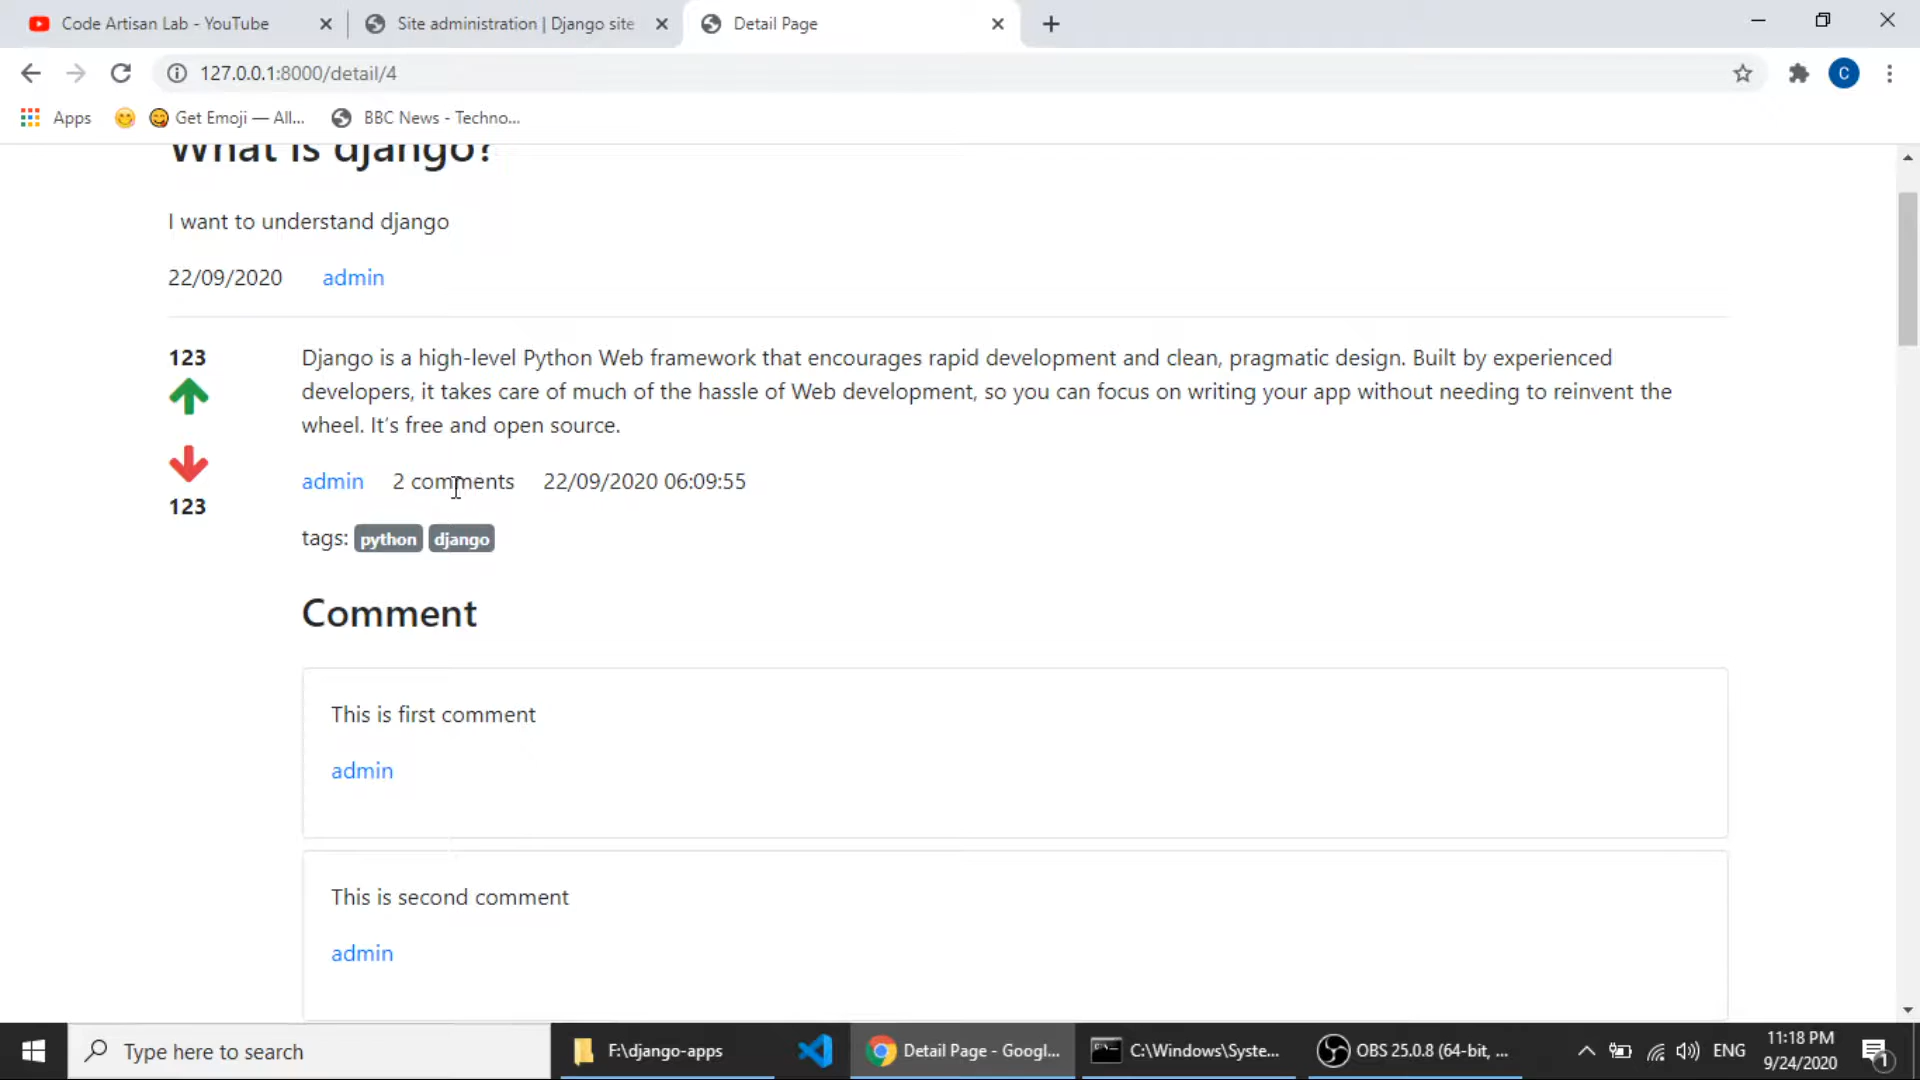 Code Artisan Lab - YouTube
Site administration | Django site
Detail Page
127.0.0.1:8000/detail/4
C
Apps
Get Emoji — All...
BBC News - Techno...
What is django?
I want to understand django
22/09/2020 admin
123
Django is a high-level Python Web framework that encourages rapid development and clean, pragmatic design. Built by experienced
developers, it takes care of much of the hassle of Web development, so you can focus on writing your app without needing to reinvent the
wheel. It's free and open source.
admin 2 comments 22/09/2020 06:09:55
123
tags: python django
Comment
This is first comment
admin
This is second comment
admin
Type here to search
F:\django-apps
Detail Page - Googl...
C:\Windows\Syste...
OBS 25.0.8 (64-bit, ...
ENG
11:18 PM
9/24/2020
1